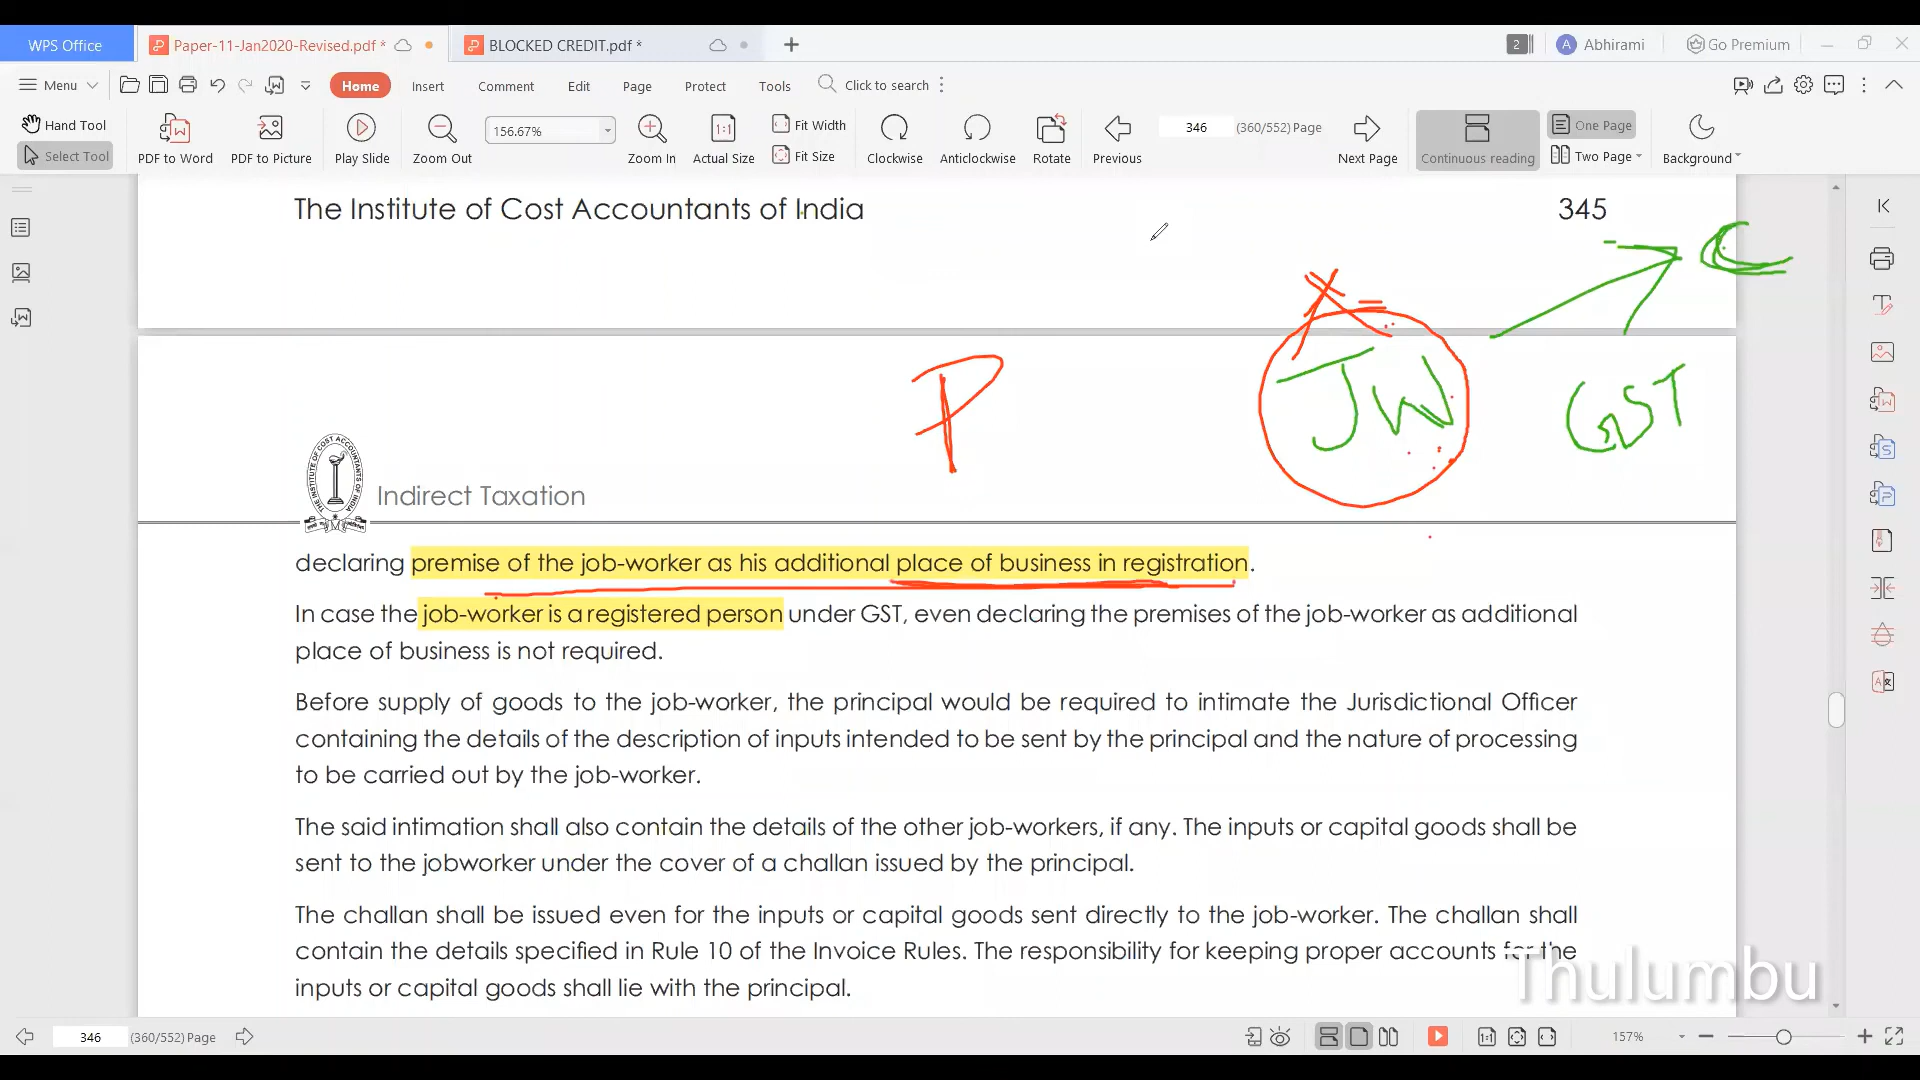 WPS Office
Paper-11-Jan2020-Revised.pdf *
BLOCKED CREDIT.pdf *
2
A Abhirami
Go Premium
Menu
Home
Insert
Comment
Edit
Page
Protect
Tools
Click to search
Hand Tool
Select Tool
PDF to Word
PDF to Picture
Play Slide
Zoom Out
156.67%
Zoom In
Actual Size
Fit Width
Fit Size
Clockwise
Anticlockwise
Rotate
Previous
346
(360/552) Page
Next Page
Continuous reading
One Page
Two Page
Background
The Institute of Cost Accountants of India 345
C
X
P
JW
GST
THE INSTITUTE OF COST ACCOUNTANTS OF INDIA
Indirect Taxation
declaring premise of the job-worker as his additional place of business in registration.
In case the job-worker is a registered person under GST, even declaring the premises of the job-worker as additional
place of business is not required.
Before supply of goods to the job-worker, the principal would be required to intimate the Jurisdictional Officer
containing the details of the description of inputs intended to be sent by the principal and the nature of processing
to be carried out by the job-worker.
The said intimation shall also contain the details of the other job-workers, if any. The inputs or capital goods shall be
sent to the jobworker under the cover of a challan issued by the principal.
The challan shall be issued even for the inputs or capital goods sent directly to the job-worker. The challan shall
contain the details specified in Rule 10 of the Invoice Rules. The responsibility for keeping proper accounts for the
inputs or capital goods shall lie with the principal.
Thulumbu
346
(360/552) Page
157%